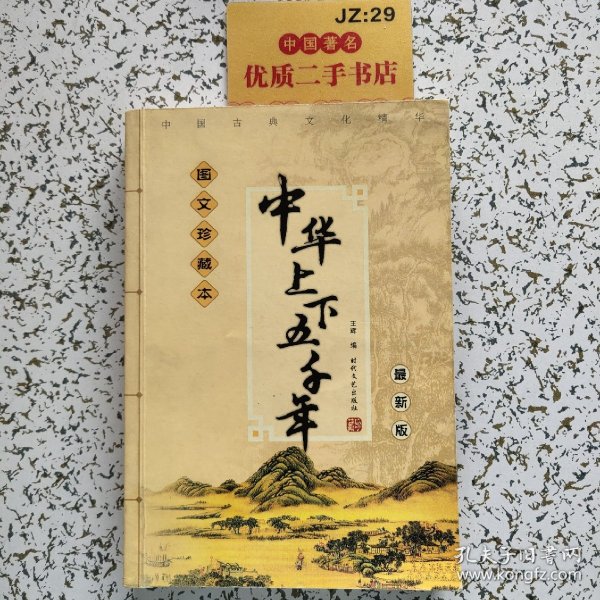 JZ:29
中国著名
优质二手书店
中国古典文化精华
图文珍藏本
中华上下五千年
王辉 编
时代文艺出版社
最新版
孔夫子旧书网
www.kongfz.com